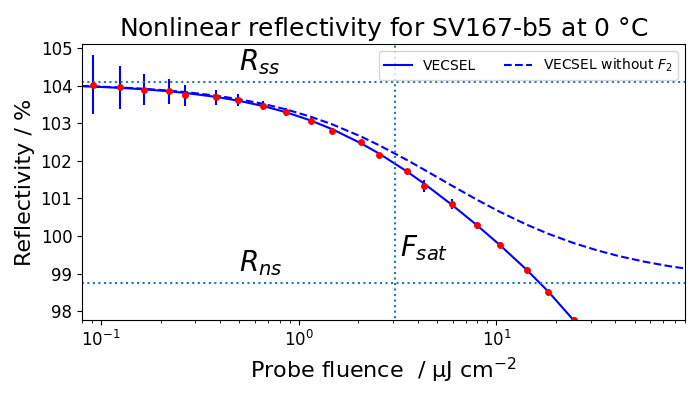 Nonlinear reflectivity for SV167-b5 at 0 °C
Reflectivity / %
105
104
103
102
101
100
99
98
R_ss
R_ns
F_sat
VECSEL
VECSEL without F_2
10^-1
10^0
10^1
Probe fluence / µJ cm^-2